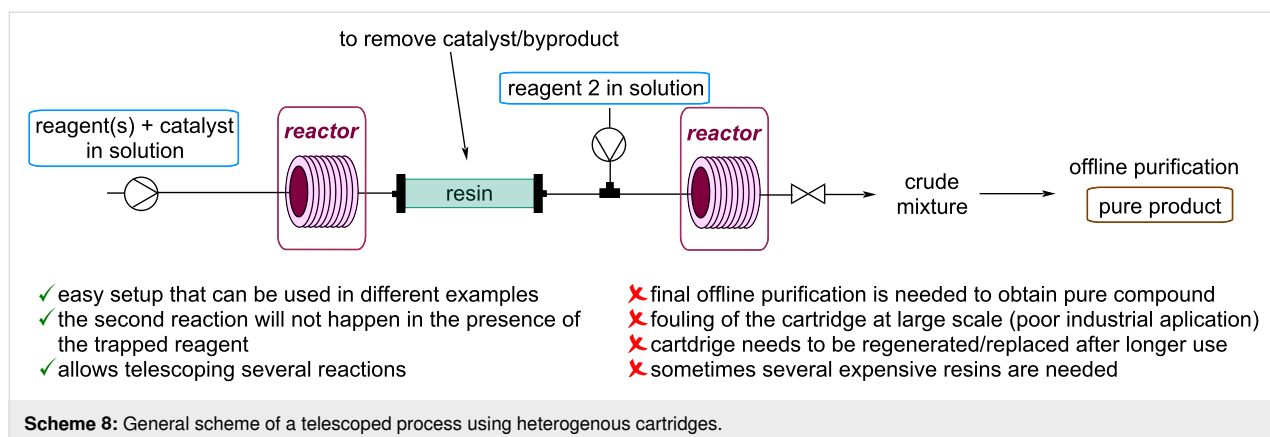 to remove catalyst/byproduct
reagent 2 in solution
reagent(s) + catalyst
in solution
reactor
reactor
resin
offline purification
crude
mixture
pure product
easy setup that can be used in different examples
the second reaction will not happen in the presence of
the trapped reagent
allows telescoping several reactions
final offline purification is needed to obtain pure compound
fouling of the cartridge at large scale (poor industrial aplication)
cartdrige needs to be regenerated/replaced after longer use
sometimes several expensive resins are needed
Scheme 8: General scheme of a telescoped process using heterogenous cartridges.